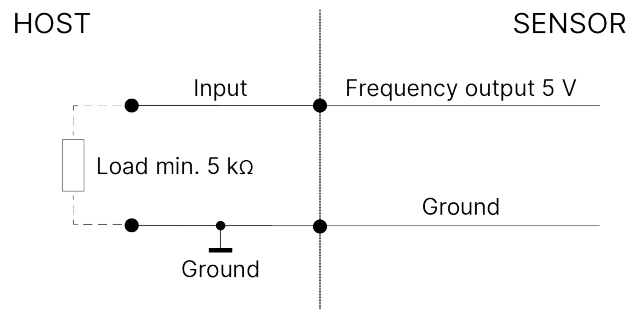 HOST
SENSOR
Input
Frequency output 5 V
Load min. 5 kΩ
Ground
Ground